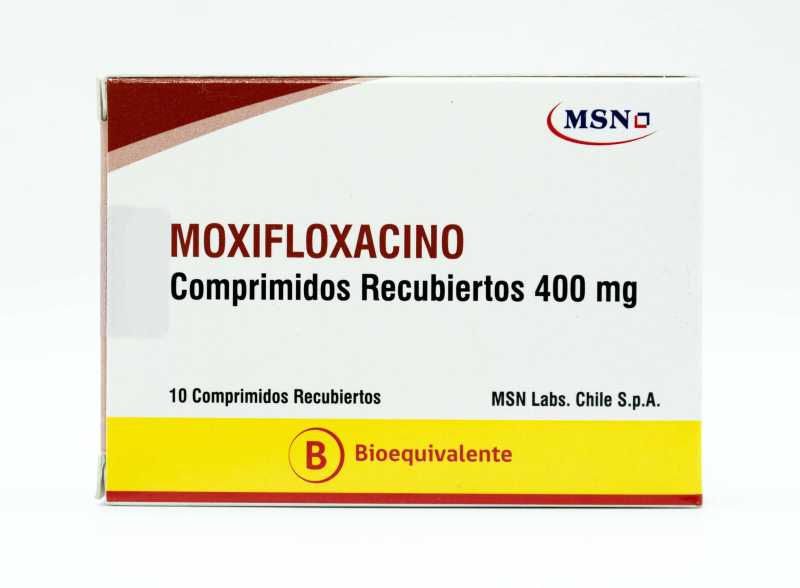 MSN
MOXIFLOXACINO
Comprimidos Recubiertos 400 mg
10 Comprimidos Recubiertos
MSN Labs. Chile S.p.A.
B Bioequivalente